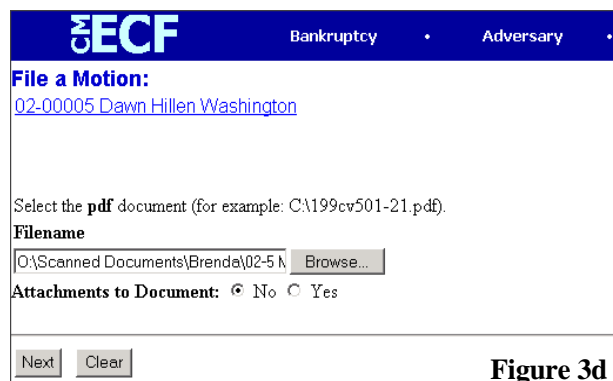 CM ECF Bankruptcy • Adversary •
File a Motion:
02-00005 Dawn Hillen Washington
Select the pdf document (for example: C:\199cv501-21.pdf).
Filename
O:\Scanned Documents\Brenda\02-5 M Browse...
Attachments to Document: No Yes
Next Clear
Figure 3d